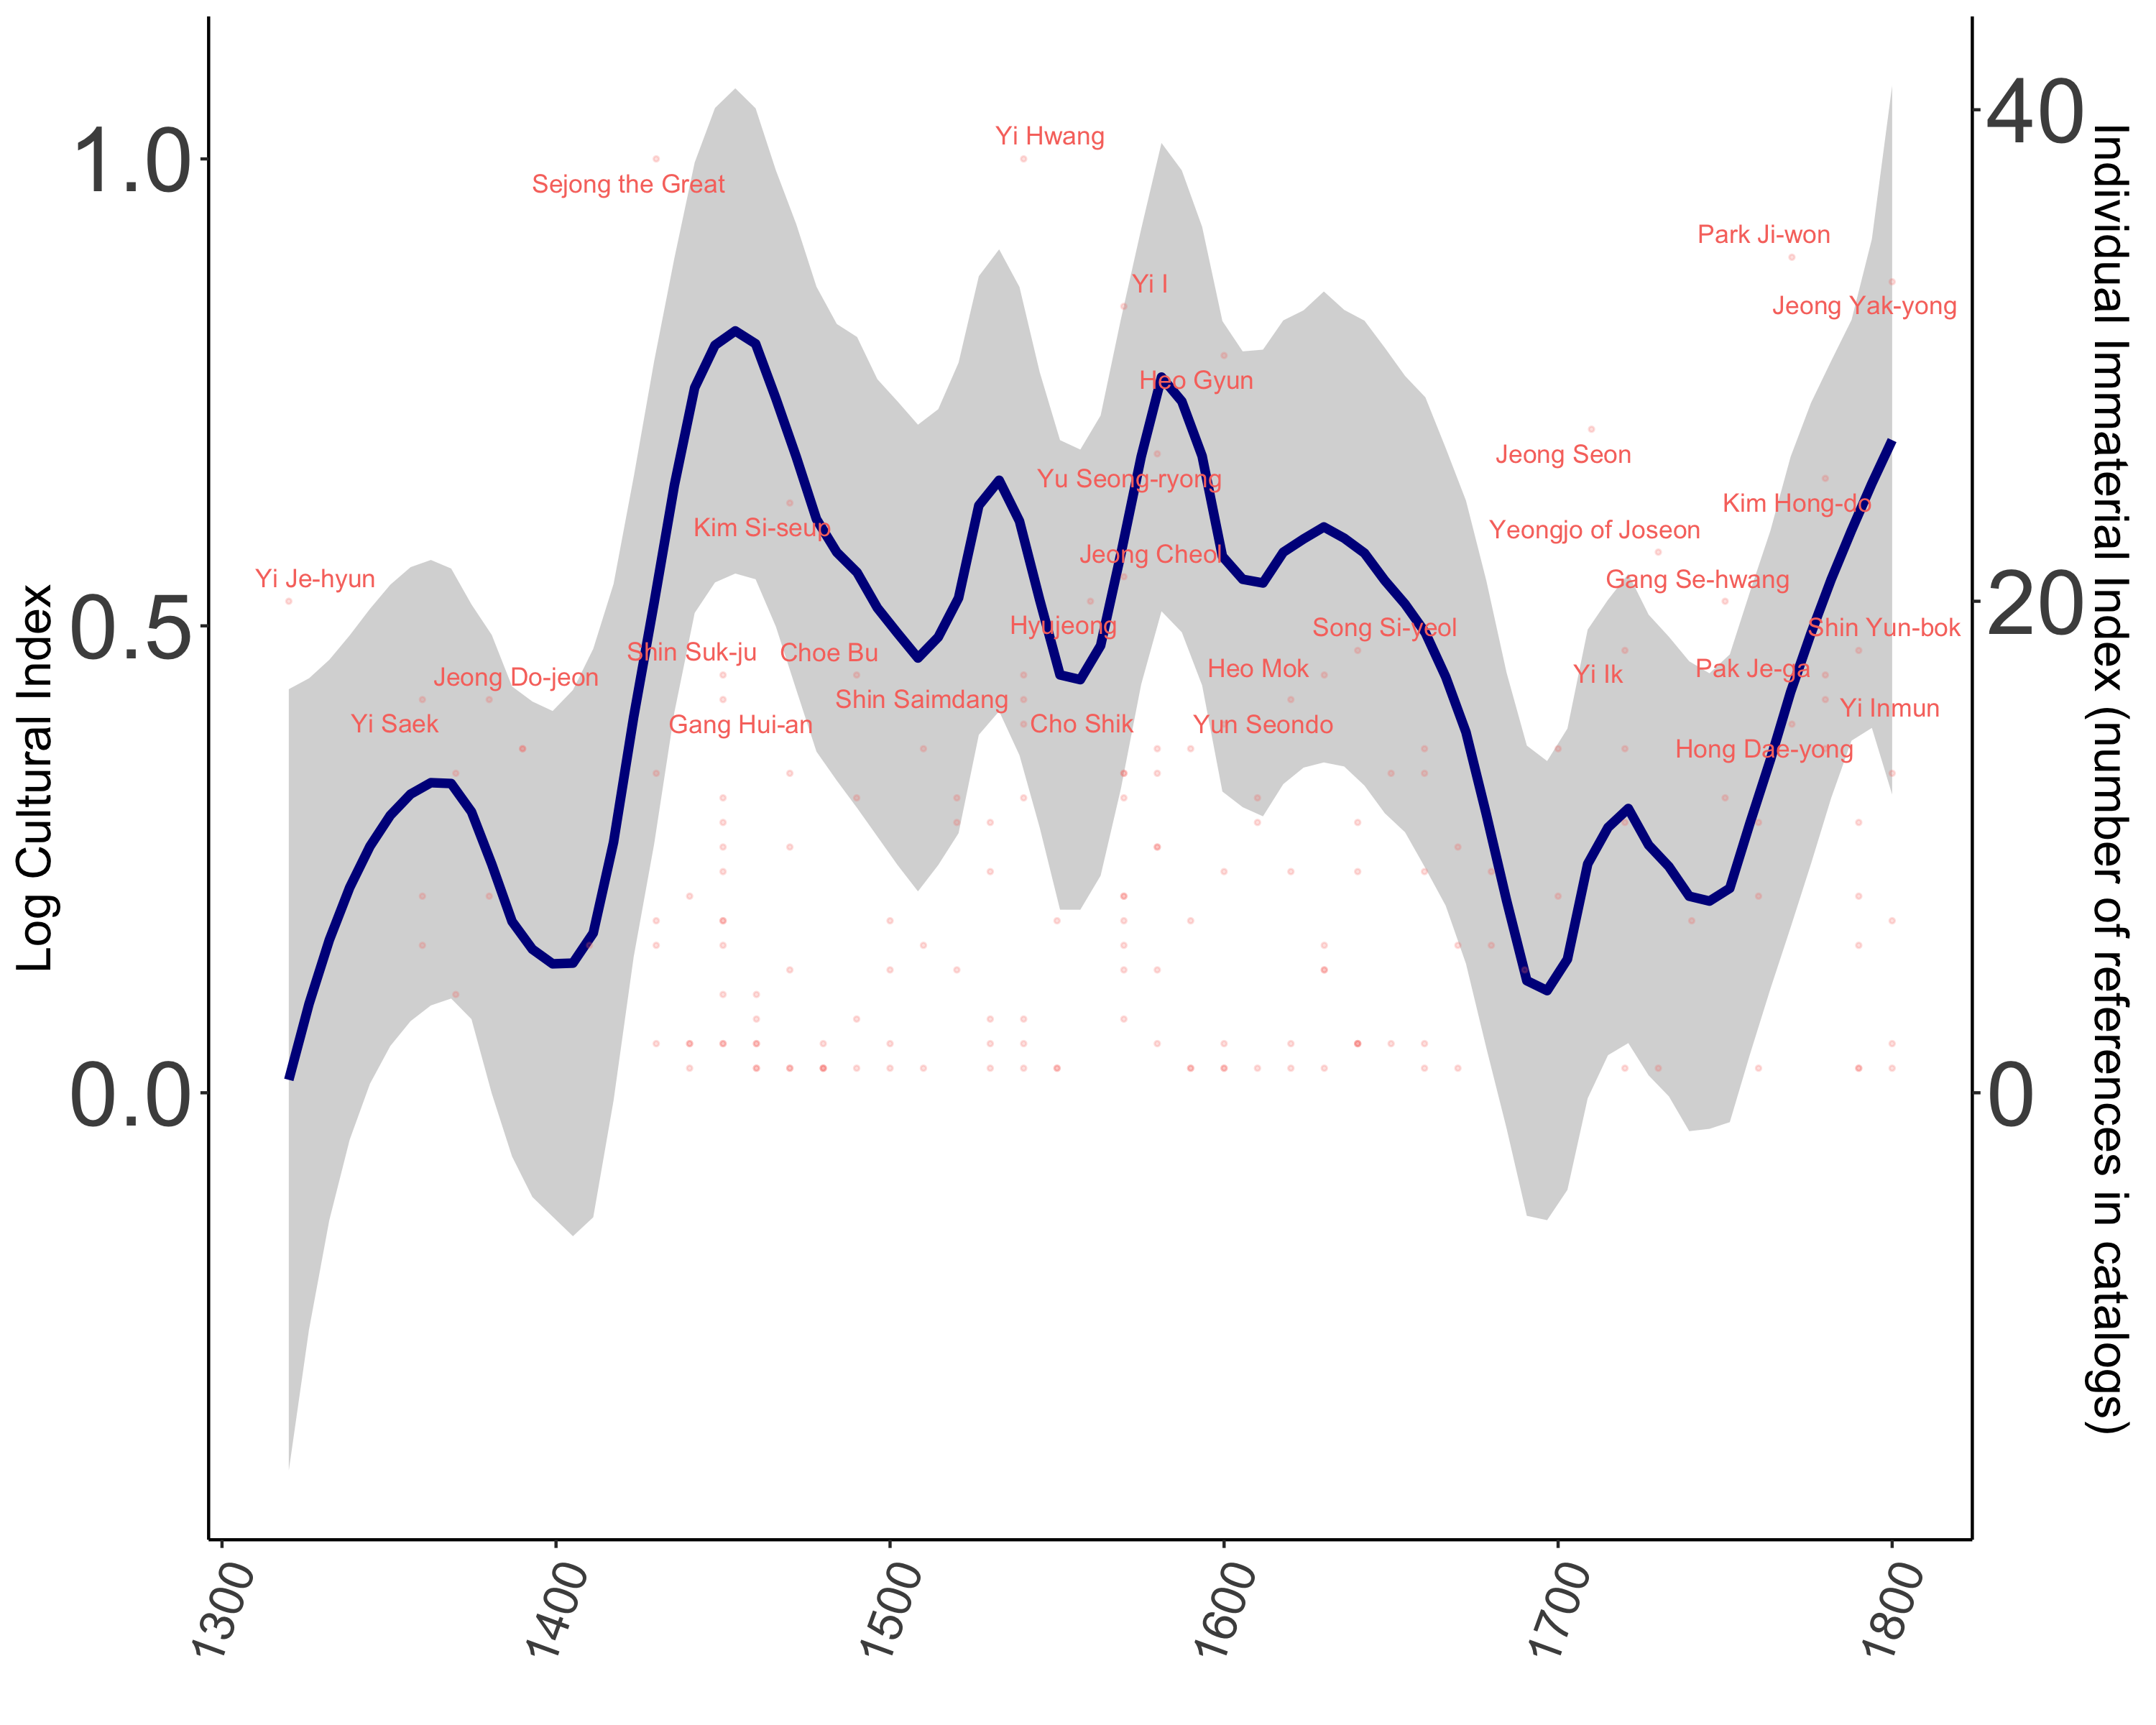 Log Cultural Index
1.0
0.5
0.0
Yi Hwang
Sejong the Great
Park Ji-won
Yi I
Jeong Yak-yong
Heo Gyun
Jeong Seon
Yu Seong-ryong
Kim Hong-do
Kim Si-seup
Yeongjo of Joseon
Jeong Cheol
Yi Je-hyun
Gang Se-hwang
Hyujeong
Song Si-yeol
Shin Yun-bok
Shin Suk-ju
Choe Bu
Heo Mok
Yi Ik
Pak Je-ga
Jeong Do-jeon
Shin Saimdang
Yi Inmun
Yi Saek
Gang Hui-an
Cho Shik
Yun Seondo
Hong Dae-yong
40
20
0
Individual Immaterial Index (number of references in catalogs)
1300
1400
1500
1600
1700
1800